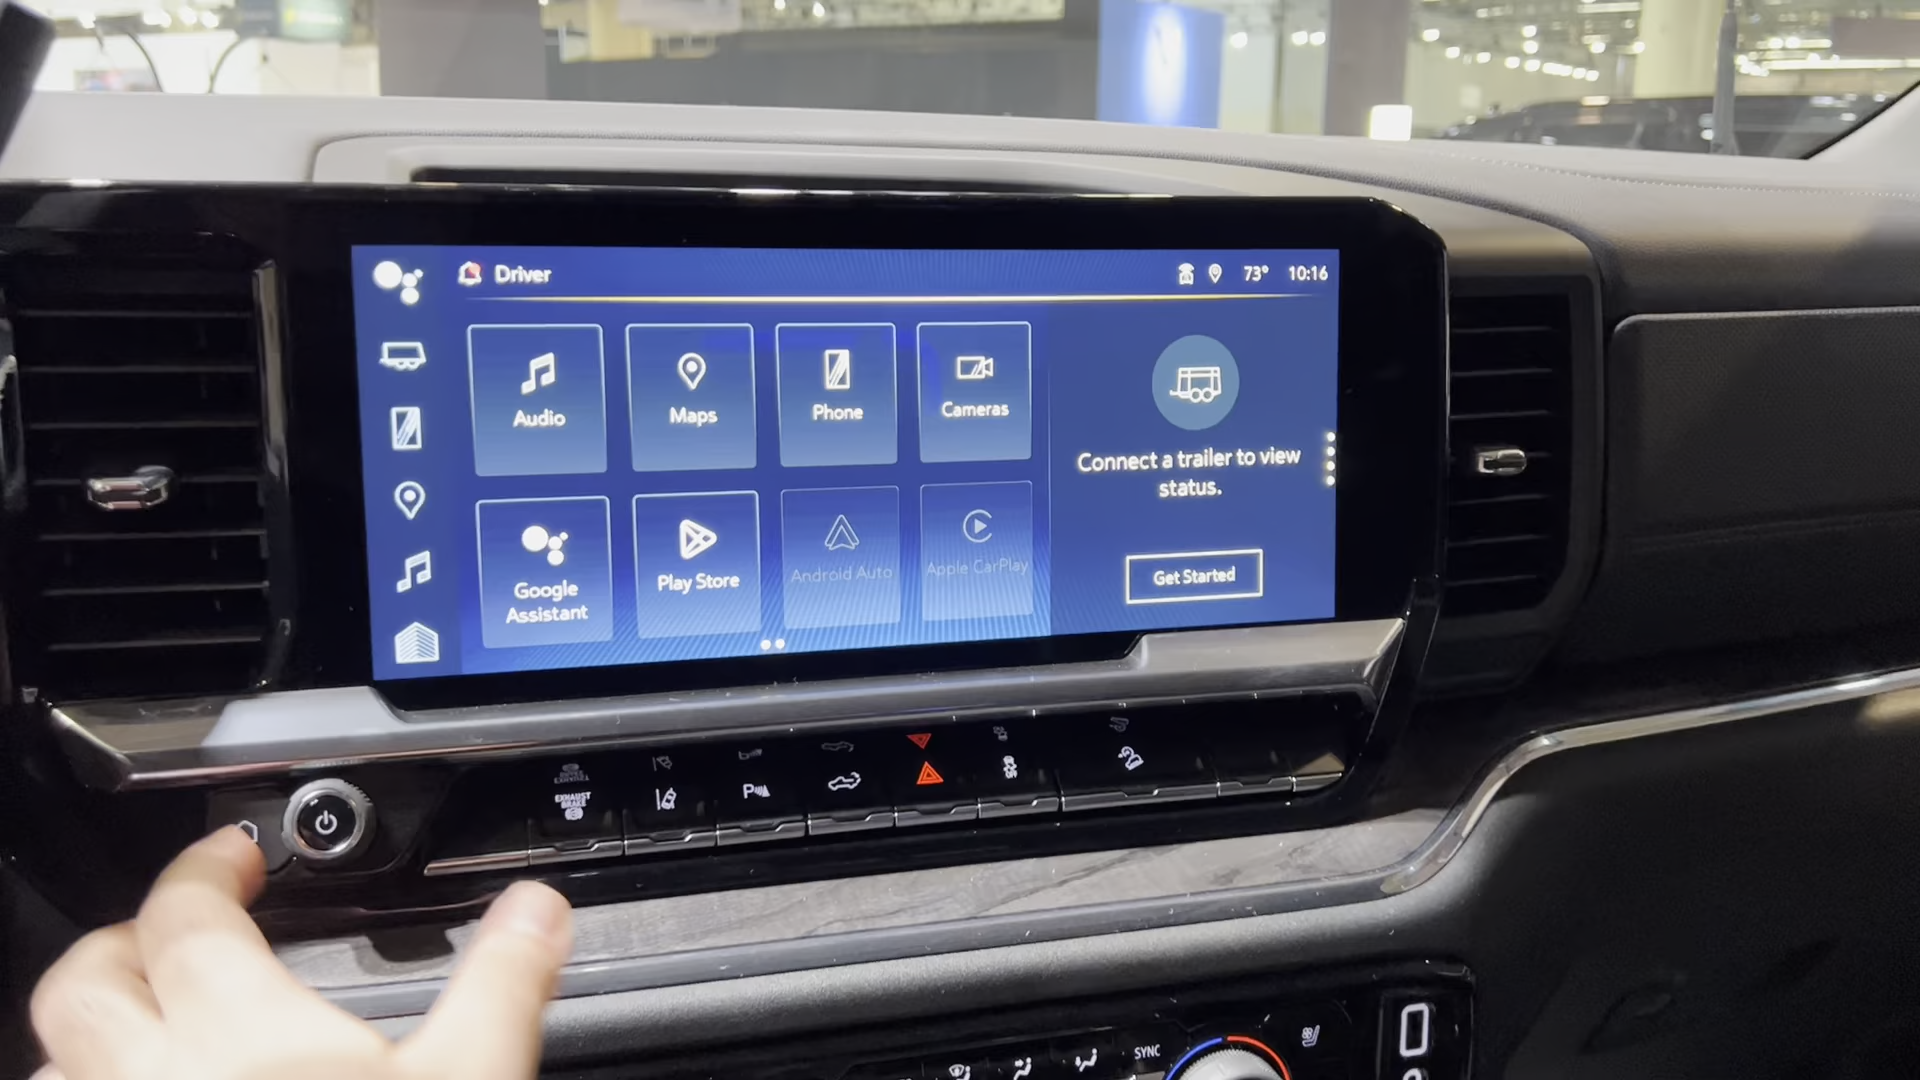 Driver
73°
10:16
Audio
Maps
Phone
Cameras
Connect a trailer to view
status.
Google
Assistant
Play Store
Android Auto
Apple CarPlay
Get Started
EXHAUST
BRAKE
P
OFF
SYNC